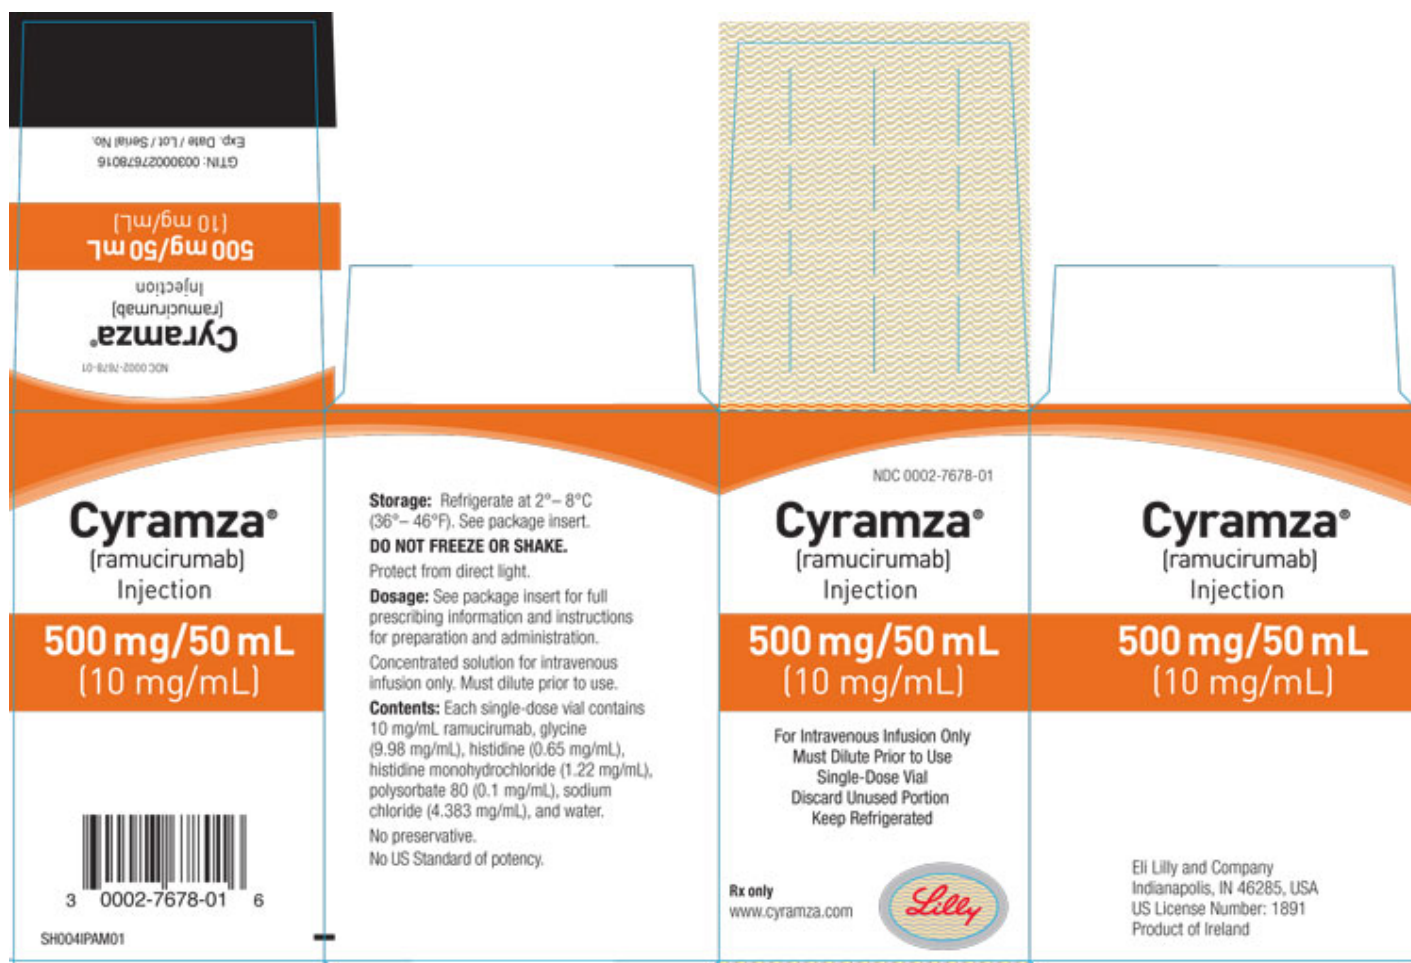 Exp. Date / Lot / Serial No.
GTIN: 00300027678016
500 mg/50 mL
(10 mg/mL)
Cyramza®
(ramucirumab)
Injection
NDC 0002-7678-01
Cyramza®
(ramucirumab)
Injection
500 mg/50 mL
(10 mg/mL)
3 0002-7678-01 6
SH004IPAM01
Storage: Refrigerate at 2°– 8°C
(36°– 46°F). See package insert.
DO NOT FREEZE OR SHAKE.
Protect from direct light.
Dosage: See package insert for full
prescribing information and instructions
for preparation and administration.
Concentrated solution for intravenous
infusion only. Must dilute prior to use.
Contents: Each single-dose vial contains
10 mg/mL ramucirumab, glycine
(9.98 mg/mL), histidine (0.65 mg/mL),
histidine monohydrochloride (1.22 mg/mL),
polysorbate 80 (0.1 mg/mL), sodium
chloride (4.383 mg/mL), and water.
No preservative.
No US Standard of potency.
NDC 0002-7678-01
Cyramza®
(ramucirumab)
Injection
500 mg/50 mL
(10 mg/mL)
For Intravenous Infusion Only
Must Dilute Prior to Use
Single-Dose Vial
Discard Unused Portion
Keep Refrigerated
Rx only
www.cyramza.com
Lilly
Cyramza®
(ramucirumab)
Injection
500 mg/50 mL
(10 mg/mL)
Eli Lilly and Company
Indianapolis, IN 46285, USA
US License Number: 1891
Product of Ireland